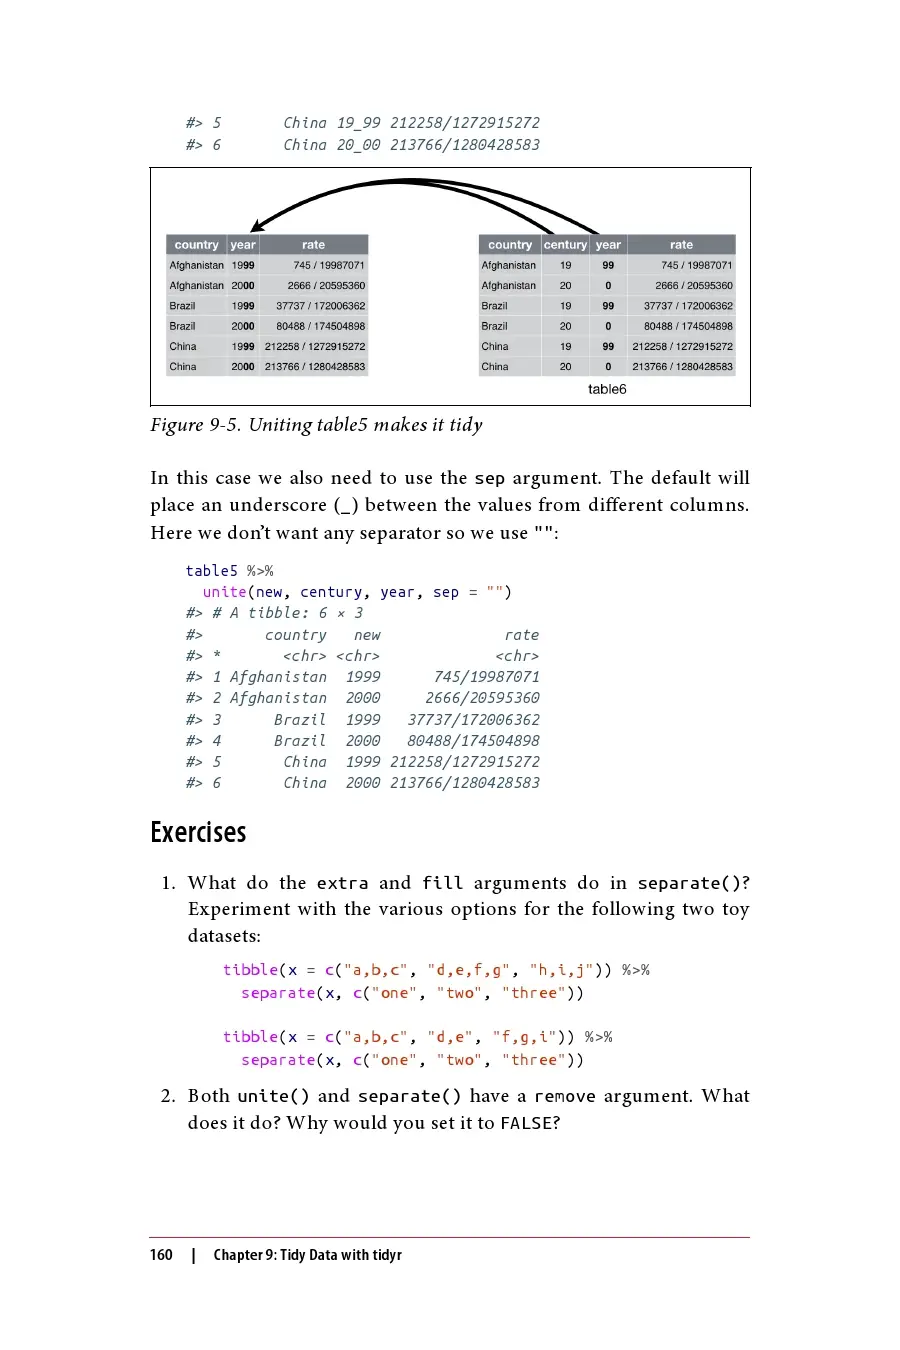 #> 5       China 19_99 212258/1272915272
#> 6       China 20_00 213766/1280428583
country year rate
Afghanistan 1999 745 / 19987071
Afghanistan 2000 2666 / 20595360
Brazil 1999 37737 / 172006362
Brazil 2000 80488 / 174504898
China 1999 212258 / 1272915272
China 2000 213766 / 1280428583
country century year rate
Afghanistan 19 99 745 / 19987071
Afghanistan 20 0 2666 / 20595360
Brazil 19 99 37737 / 172006362
Brazil 20 0 80488 / 174504898
China 19 99 212258 / 1272915272
China 20 0 213766 / 1280428583
table6
Figure 9-5. Uniting table5 makes it tidy
In this case we also need to use the sep argument. The default will
place an underscore (_) between the values from different columns.
Here we don’t want any separator so we use "":
table5 %>%
  unite(new, century, year, sep = "")
#> # A tibble: 6 × 3
#>       country   new              rate
#> *       <chr> <chr>             <chr>
#> 1 Afghanistan  1999      745/19987071
#> 2 Afghanistan  2000     2666/20595360
#> 3      Brazil  1999   37737/172006362
#> 4      Brazil  2000   80488/174504898
#> 5       China  1999 212258/1272915272
#> 6       China  2000 213766/1280428583
Exercises
1. What do the extra and fill arguments do in separate()?
Experiment with the various options for the following two toy
datasets:
tibble(x = c("a,b,c", "d,e,f,g", "h,i,j")) %>%
  separate(x, c("one", "two", "three"))
tibble(x = c("a,b,c", "d,e", "f,g,i")) %>%
  separate(x, c("one", "two", "three"))
2. Both unite() and separate() have a remove argument. What
does it do? Why would you set it to FALSE?
160 | Chapter 9: Tidy Data with tidyr